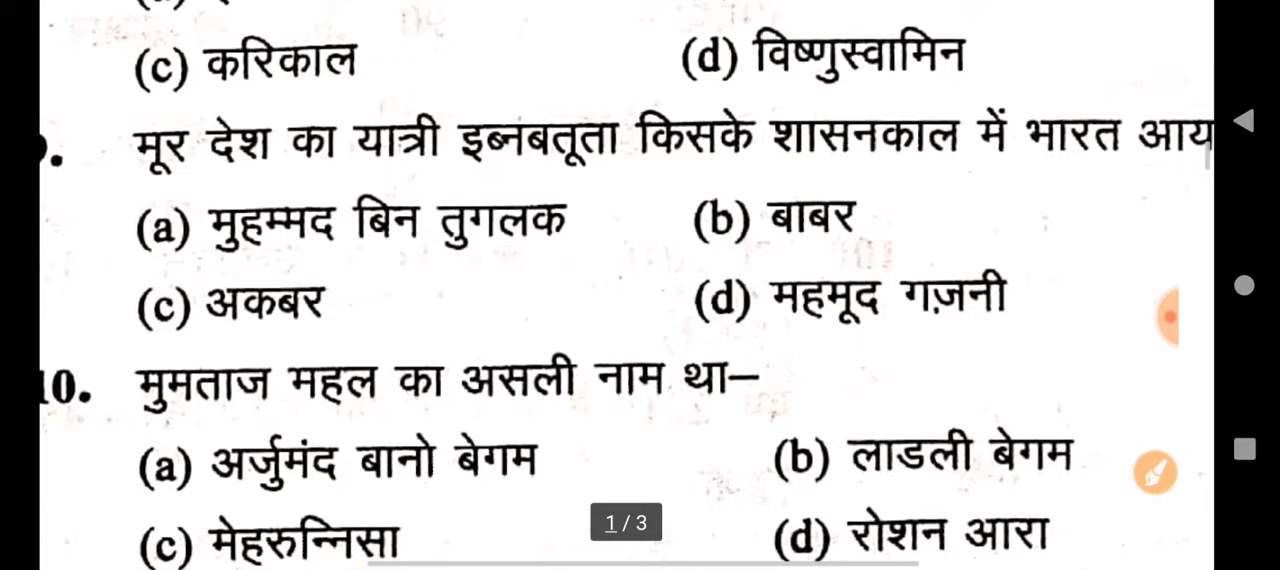 (c) करिकाल (d) विष्णुस्वामिन
मूर देश का यात्री इब्नबतूता किसके शासनकाल में भारत आय
(a) मुहम्मद बिन तुगलक (b) बाबर
(c) अकबर (d) महमूद गज़नी
10. मुमताज महल का असली नाम था–
(a) अर्जुमंद बानो बेगम (b) लाडली बेगम
(c) मेहरुन्निसा (d) रोशन आरा
1 / 3